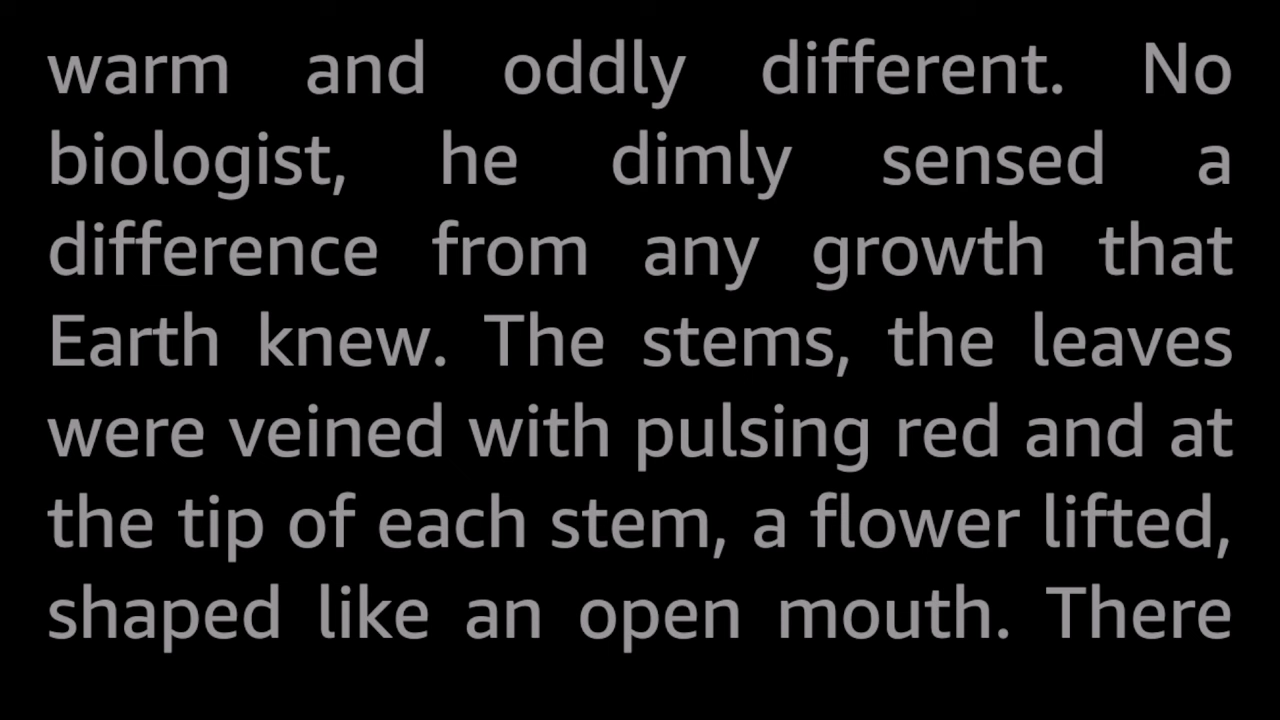 warm and oddly different. No
biologist, he dimly sensed a
difference from any growth that
Earth knew. The stems, the leaves
were veined with pulsing red and at
the tip of each stem, a flower lifted,
shaped like an open mouth. There